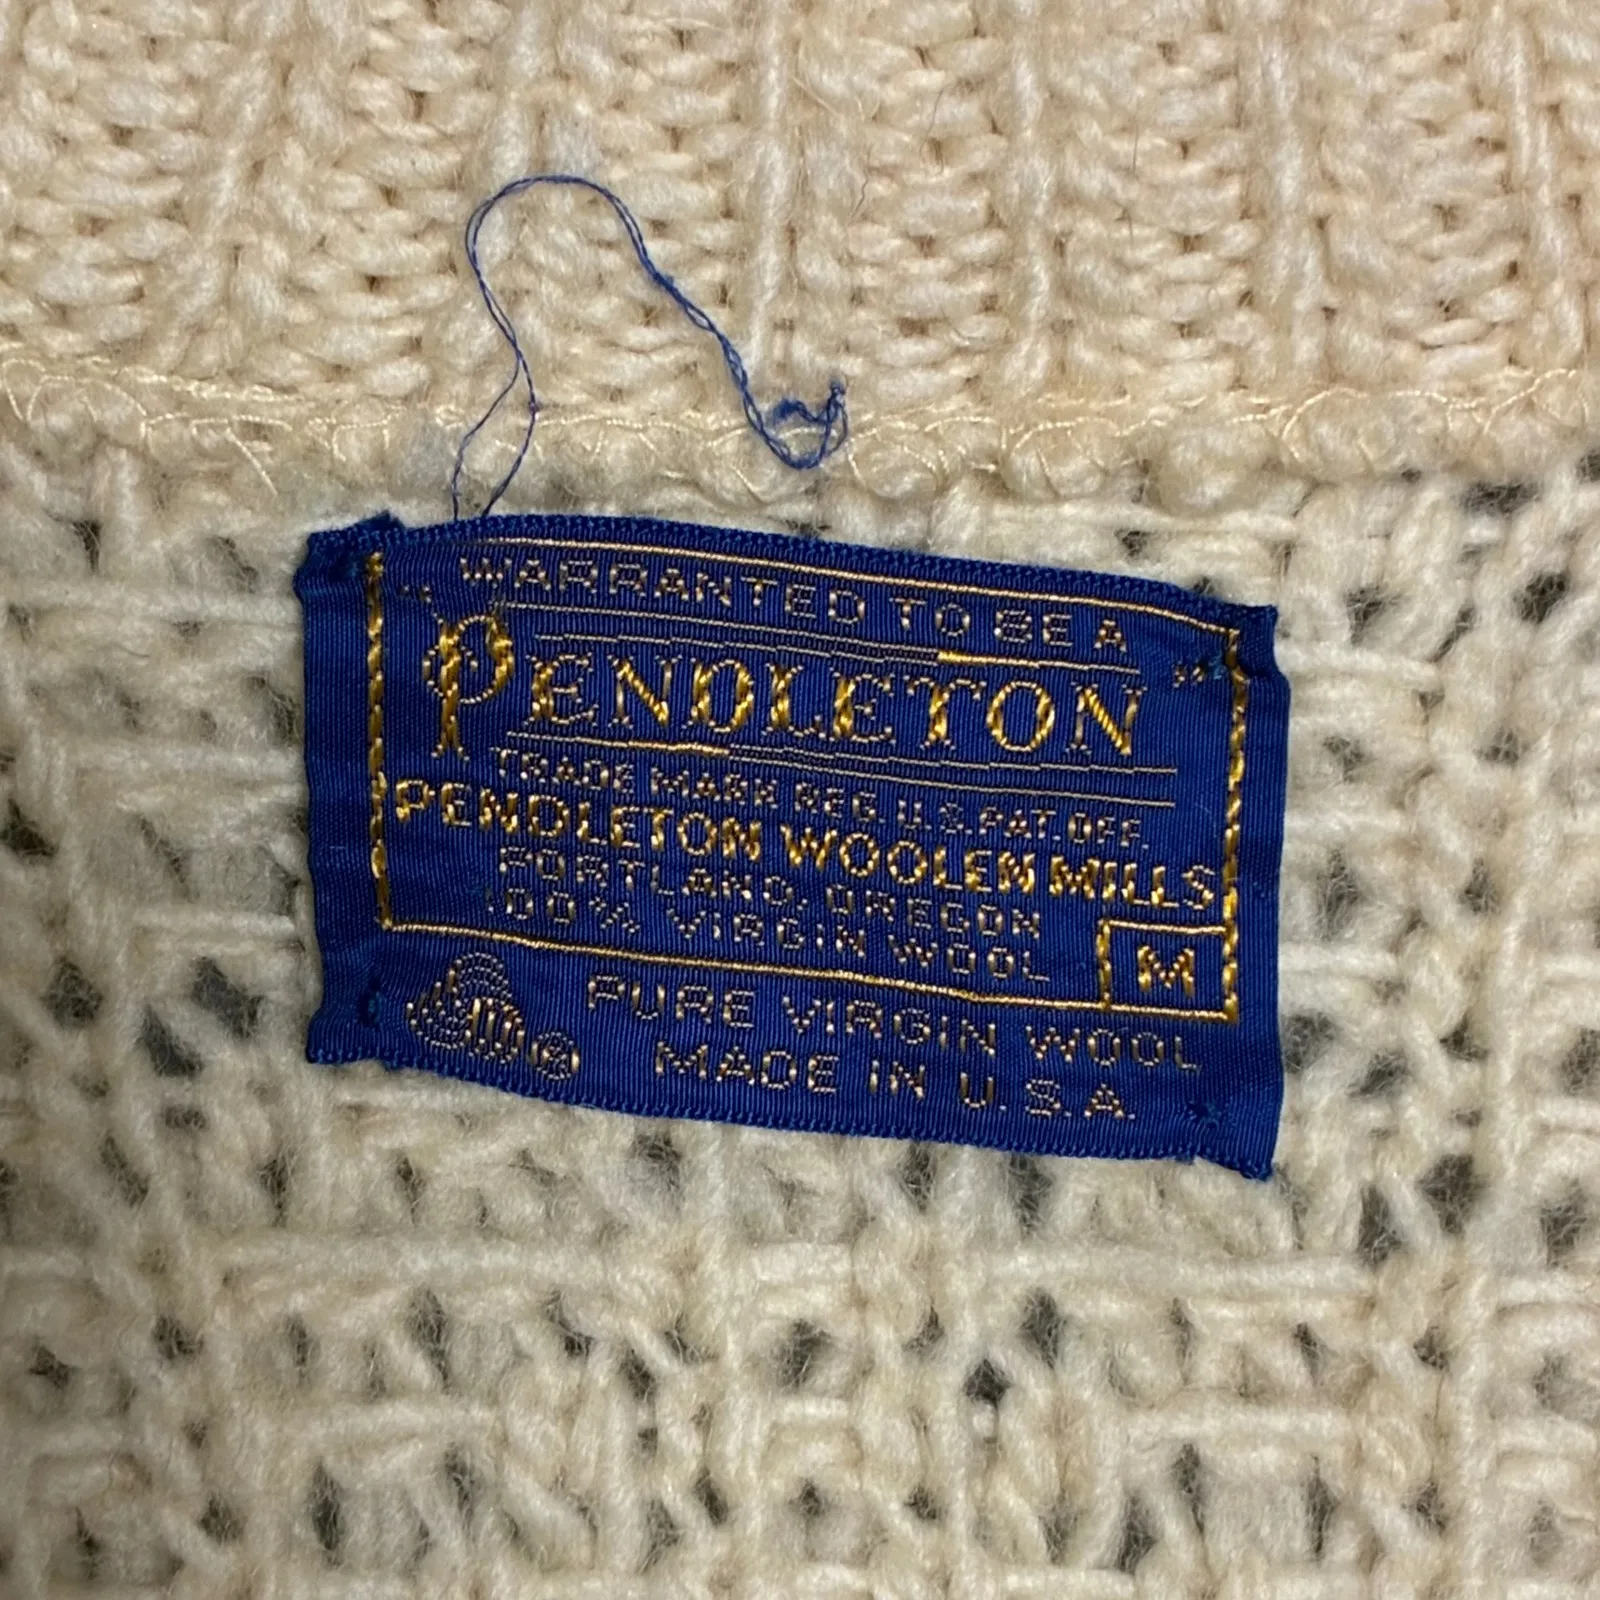 "WARRANTED TO BE A
PENDLETON"
TRADE MARK REG. U.S. PAT. OFF.
PENDLETON WOOLEN MILLS
PORTLAND, OREGON
100% VIRGIN WOOL
M
PURE VIRGIN WOOL
MADE IN U.S.A.
®